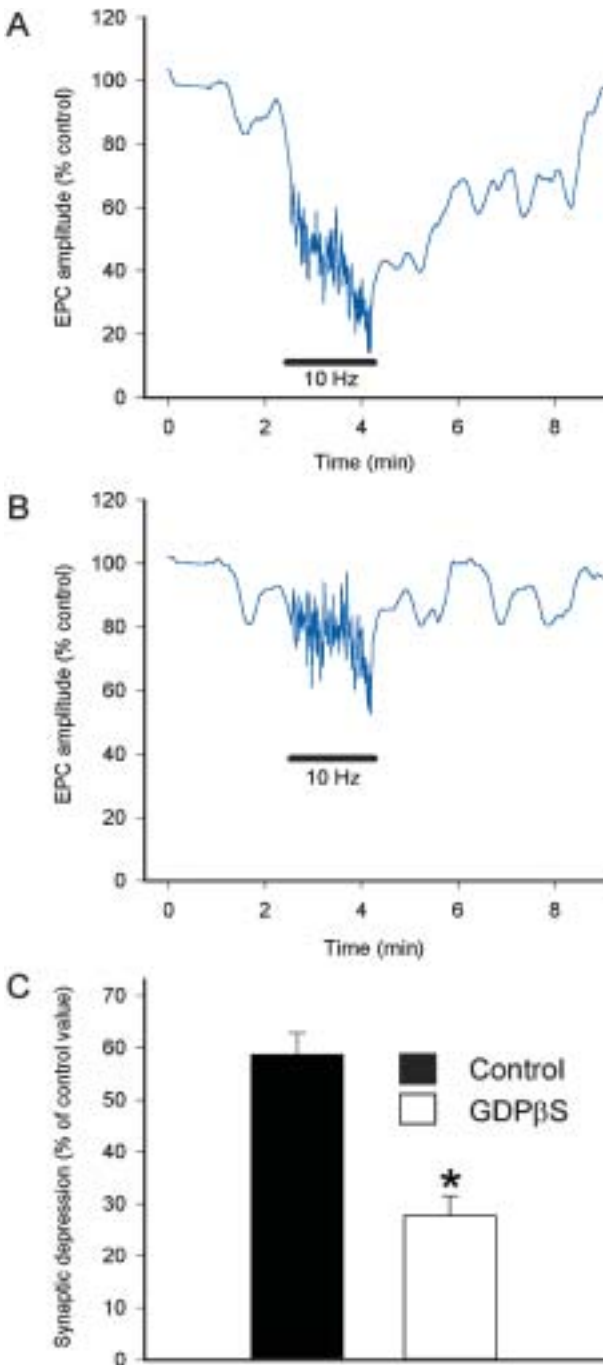 A
EPC amplitude (% control)
120
100
80
60
40
20
0
10 Hz
0 2 4 6 8
Time (min)
B
EPC amplitude (% control)
120
100
80
60
40
20
0
10 Hz
0 2 4 6 8
Time (min)
C
Synaptic depression (% of control value)
70
60
50
40
30
20
10
0
Control
GDPβS
*